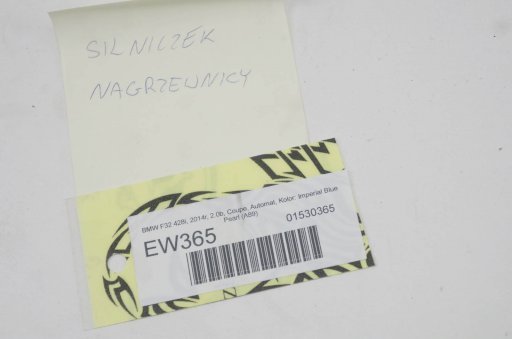 SILNICZEK
NAGRZEWNICY
BMW F32 428i, 2014r, 2.0b, Coupe, Automat, Kolor: Imperial Blue
Pearl (A89)
EW365
01530365